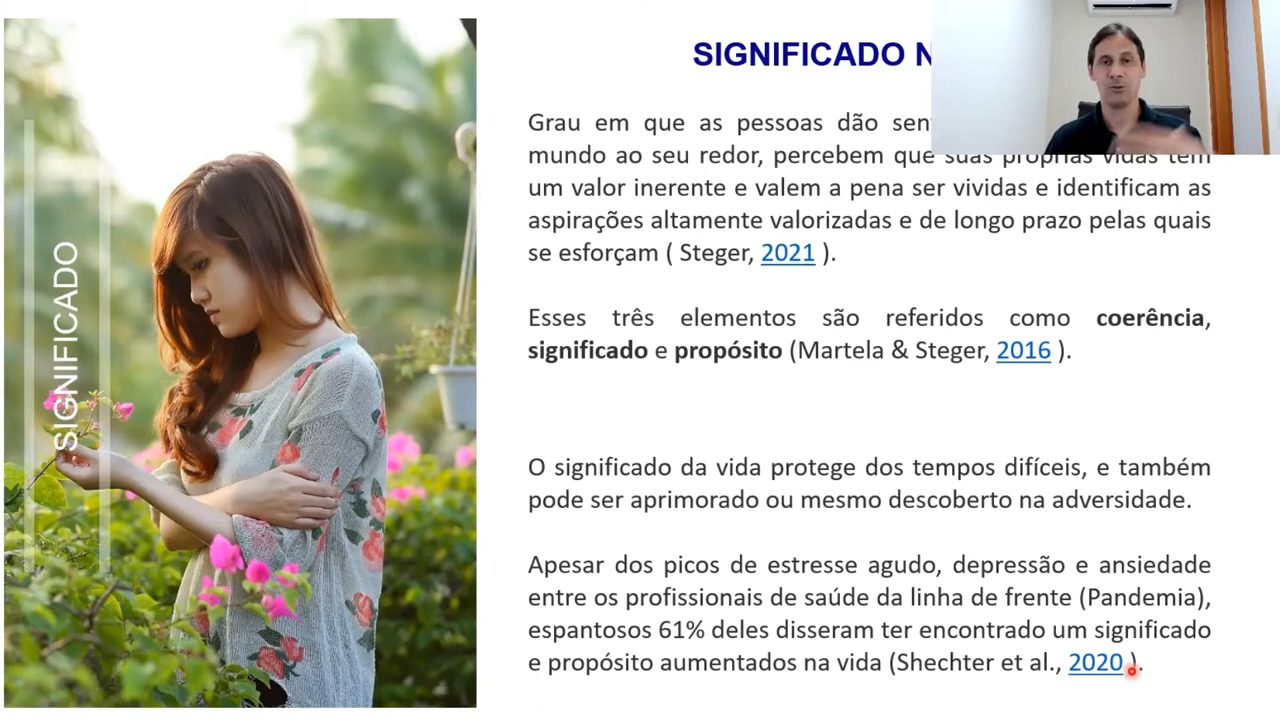 SIGNIFICADO
SIGNIFICADO
Grau em que as pessoas dão
mundo ao seu redor, percebem que suas próprias vidas têm
um valor inerente e valem a pena ser vividas e identificam as
aspirações altamente valorizadas e de longo prazo pelas quais
se esforçam ( Steger, 2021 ).
Esses três elementos são referidos como coerência,
significado e propósito (Martela & Steger, 2016 ).
O significado da vida protege dos tempos difíceis, e também
pode ser aprimorado ou mesmo descoberto na adversidade.
Apesar dos picos de estresse agudo, depressão e ansiedade
entre os profissionais de saúde da linha de frente (Pandemia),
espantosos 61% deles disseram ter encontrado um significado
e propósito aumentados na vida (Shechter et al., 2020 ).